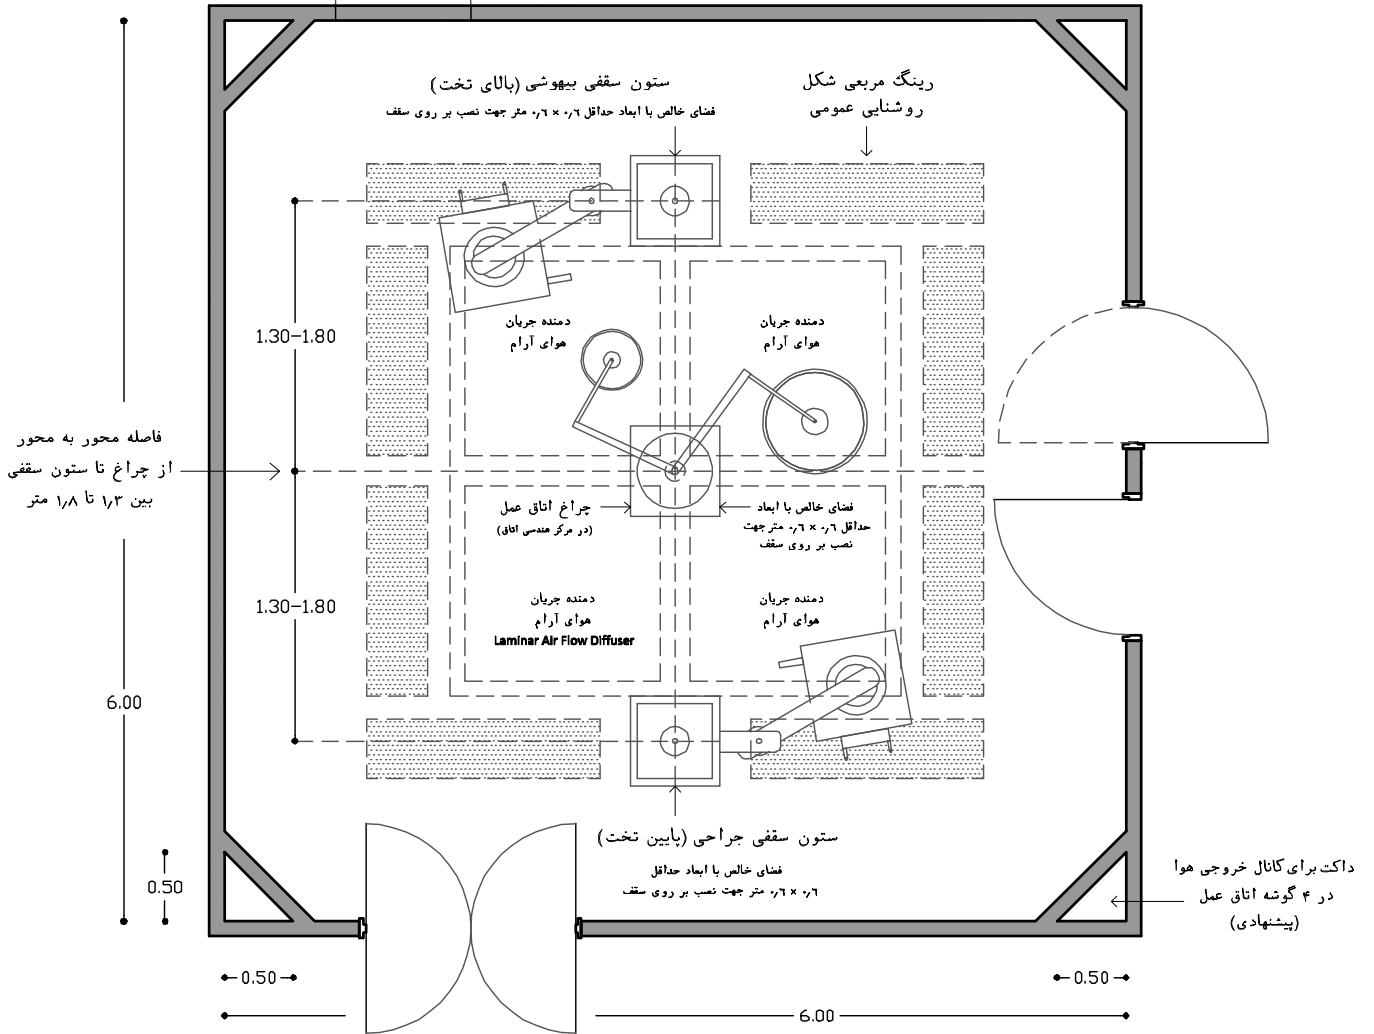 ستون سقفی بیهوشی (بالای تخت)
فضای خالص با ابعاد حداقل ۰٫۶ × ۰٫۶ متر جهت نصب بر روی سقف
رینگ مربعی شکل
روشنایی عمومی
1.30-1.80
دمنده جریان
هوای آرام
دمنده جریان
هوای آرام
فاصله محور به محور
از چراغ تا ستون سقفی
بین ۱٫۳ تا ۱٫۸ متر
چراغ اتاق عمل
(در مرکز هندسی اتاق)
فضای خالص با ابعاد
حداقل ۰٫۶ × ۰٫۶ متر جهت
نصب بر روی سقف
1.30-1.80
دمنده جریان
هوای آرام
Laminar Air Flow Diffuser
دمنده جریان
هوای آرام
6.00
ستون سقفی جراحی (پایین تخت)
فضای خالص با ابعاد حداقل
۰٫۶ × ۰٫۶ متر جهت نصب بر روی سقف
0.50
داکت برای کانال خروجی هوا
در ۴ گوشه اتاق عمل
(پیشنهادی)
0.50
0.50
6.00